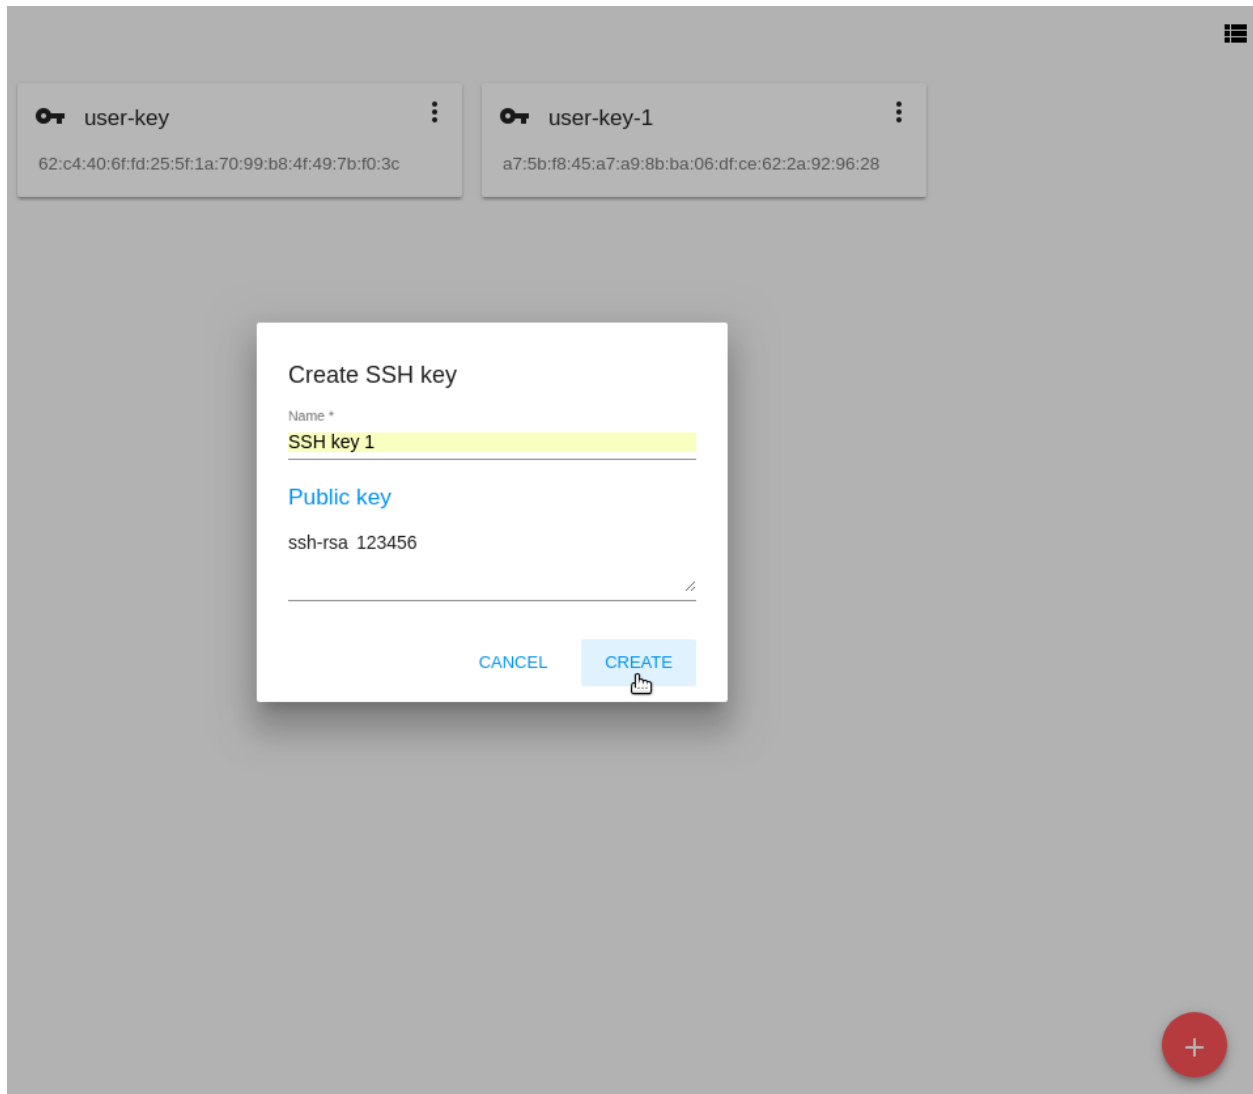 user-key
62:c4:40:6f:fd:25:5f:1a:70:99:b8:4f:49:7b:f0:3c
user-key-1
a7:5b:f8:45:a7:a9:8b:ba:06:df:ce:62:2a:92:96:28
Create SSH key
Name *
SSH key 1
Public key
ssh-rsa 123456
CANCEL CREATE